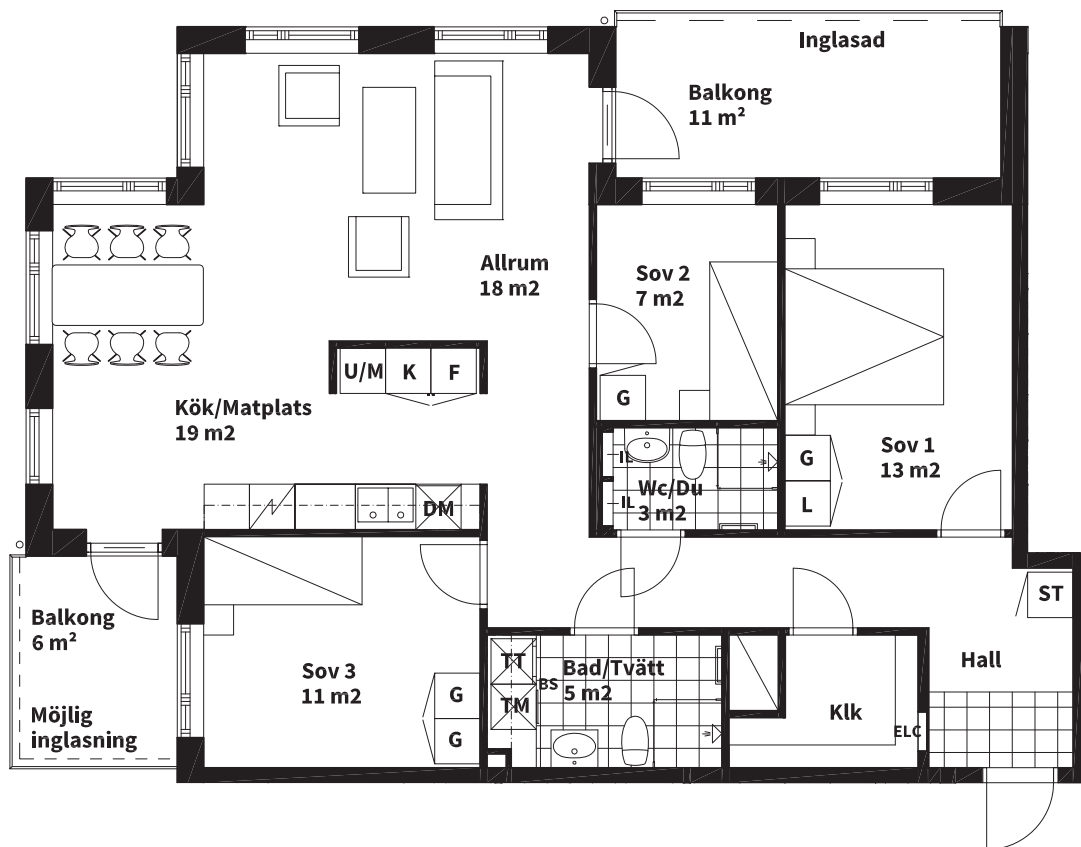 Inglasad
Balkong
11 m²
Allrum
18 m2
Sov 2
7 m2
U/M K F
G
Kök/Matplats
19 m2
Sov 1
13 m2
G
L
IL
IL
Wc/Du
3 m2
DM
Balkong
6 m²
Möjlig
inglasning
Sov 3
11 m2
G
G
TT
TM
BS
Bad/Tvätt
5 m2
Klk
ELC
Hall
ST